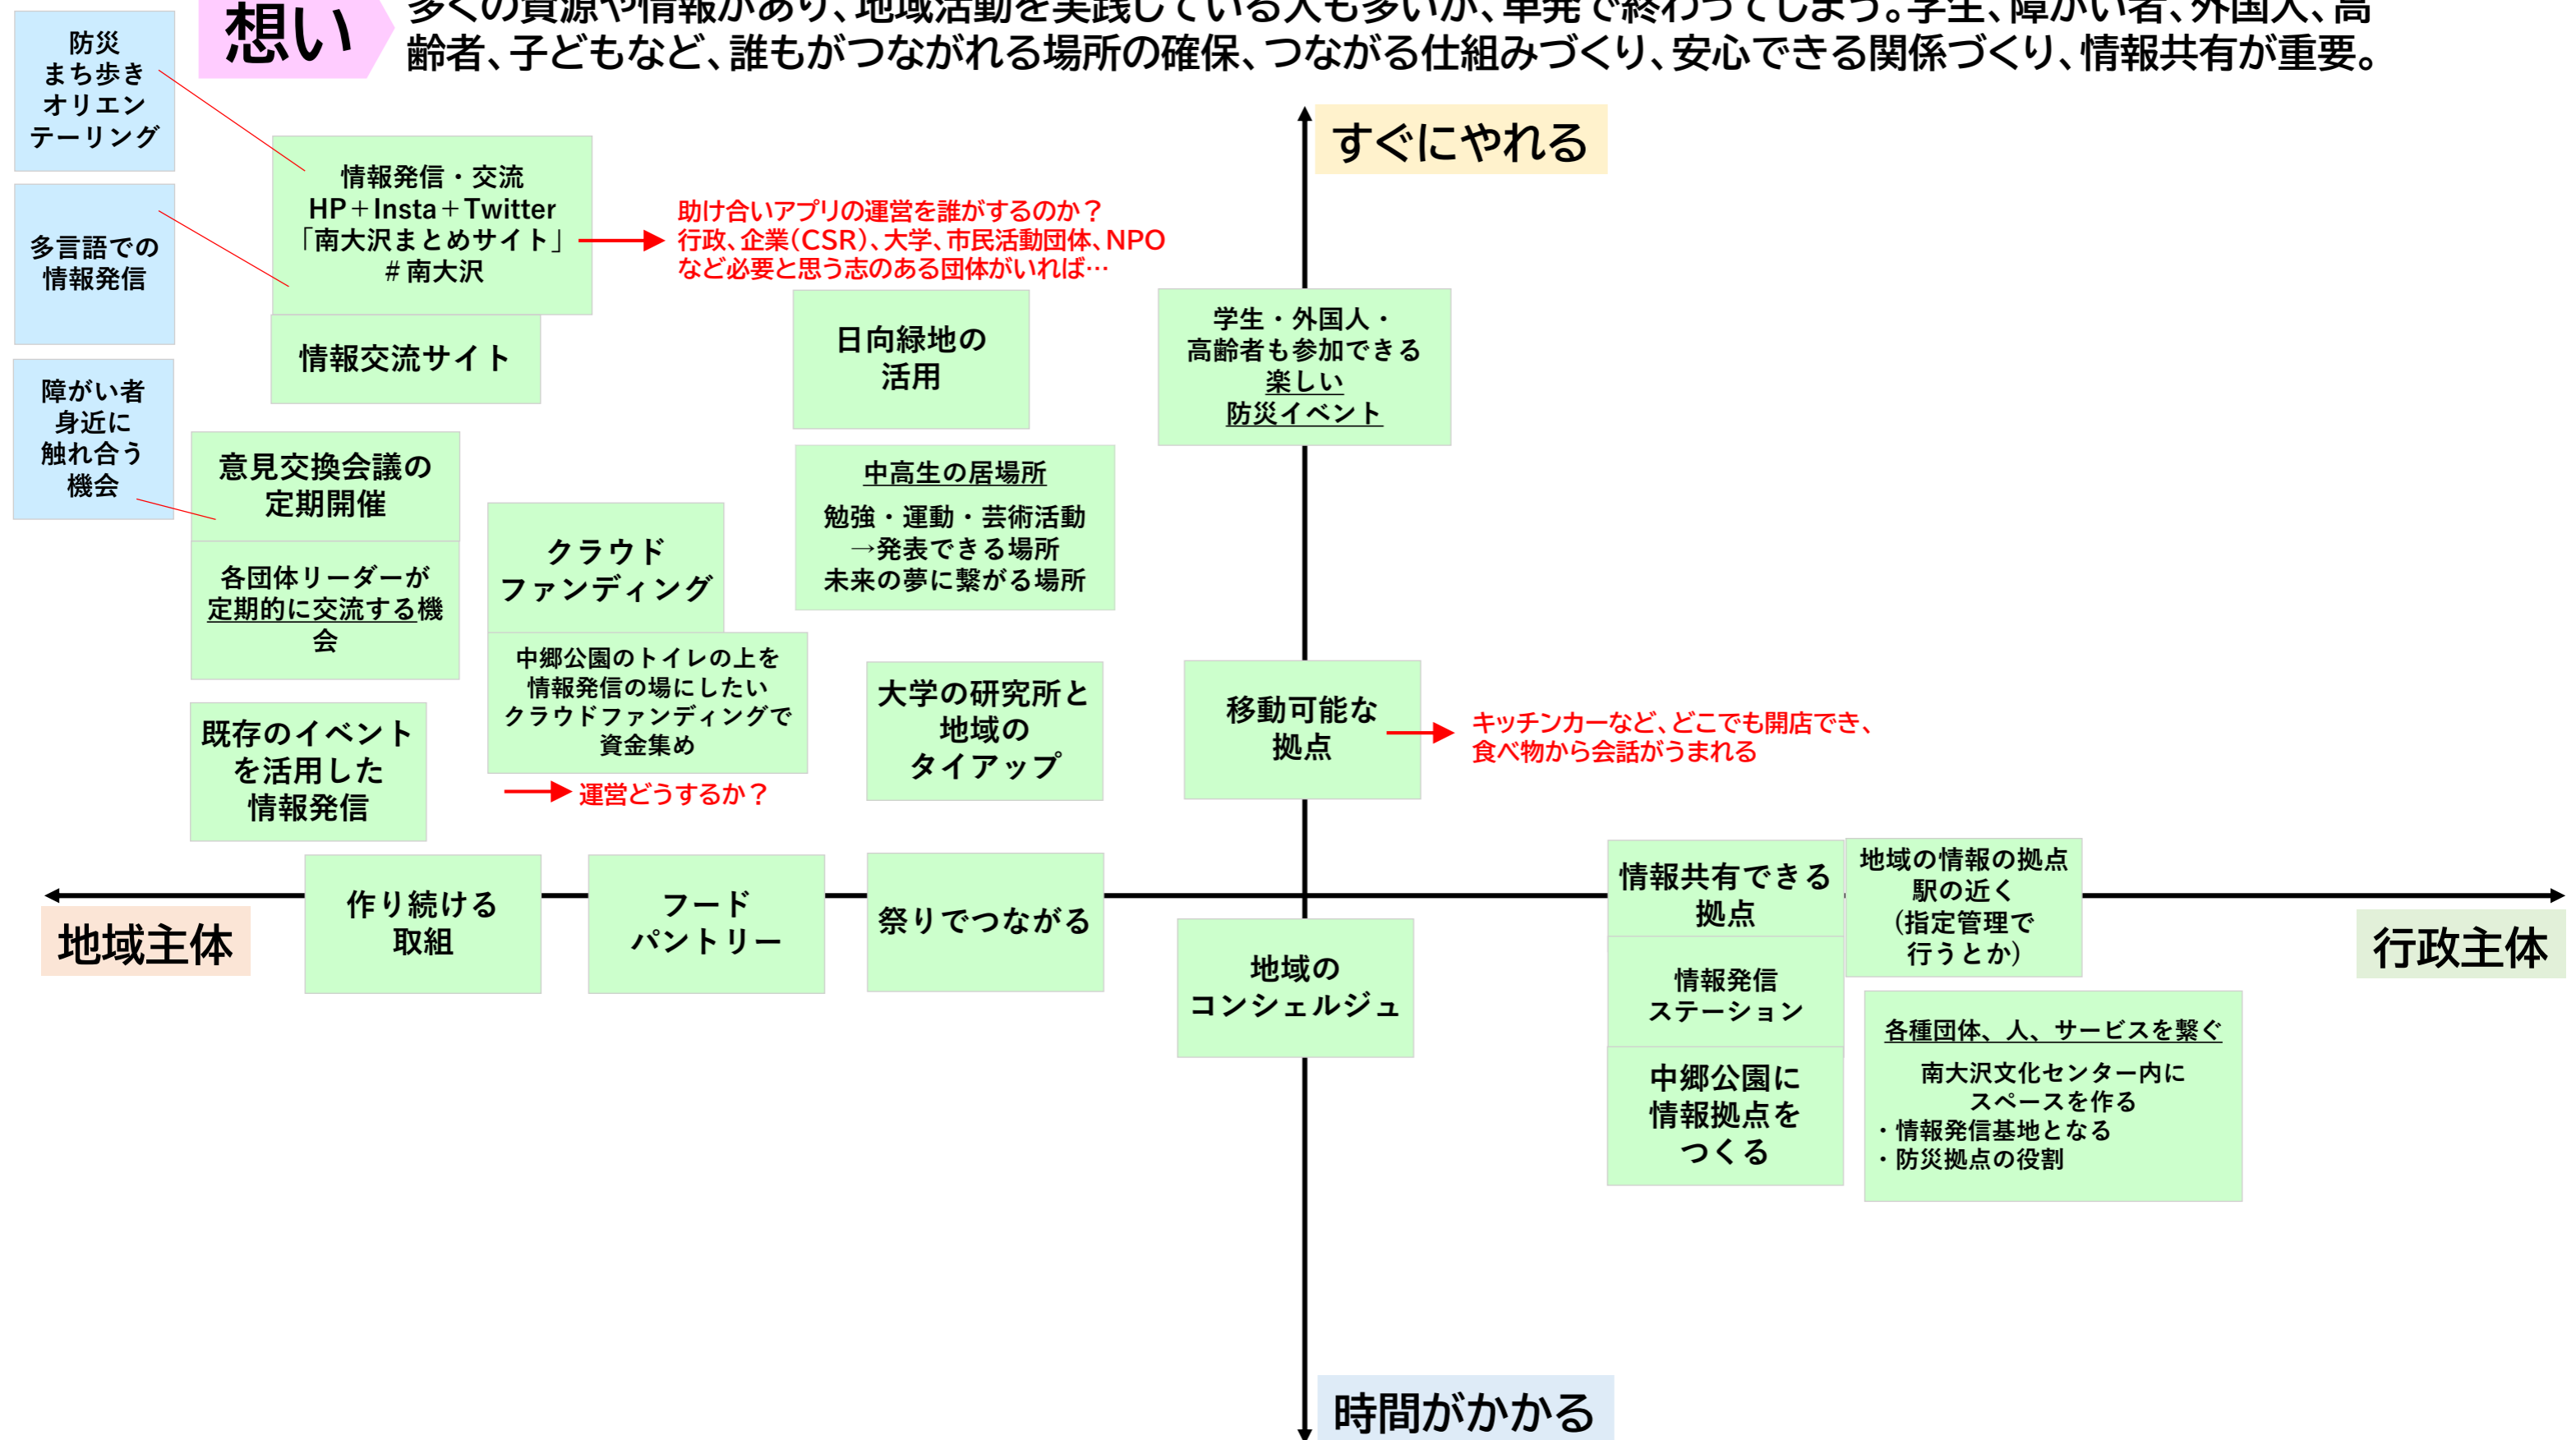 想い
多くの資源や情報があり、地域活動を実践している人も多いが、単発で終わってしまう。学生、障がい者、外国人、高
齢者、子どもなど、誰もがつながれる場所の確保、つながる仕組みづくり、安心できる関係づくり、情報共有が重要。
防災
まち歩き
オリエン
テーリング
多言語での
情報発信
障がい者
身近に
触れ合う
機会
すぐにやれる
情報発信・交流
HP＋Insta＋Twitter
「南大沢まとめサイト」
＃南大沢
助け合いアプリの運営を誰がするのか？
行政、企業（CSR）、大学、市民活動団体、NPO
など必要と思う志のある団体がいれば…
情報交流サイト
日向緑地の
活用
学生・外国人・
高齢者も参加できる
楽しい
防災イベント
意見交換会議の
定期開催
各団体リーダーが
定期的に交流する機
会
クラウド
ファンディング
中郷公園のトイレの上を
情報発信の場にしたい
クラウドファンディングで
資金集め
運営どうするか？
中高生の居場所
勉強・運動・芸術活動
→発表できる場所
未来の夢に繋がる場所
大学の研究所と
地域の
タイアップ
移動可能な
拠点
キッチンカーなど、どこでも開店でき、
食べ物から会話がうまれる
既存のイベント
を活用した
情報発信
地域主体
作り続ける
取組
フード
パントリー
祭りでつながる
地域の
コンシェルジュ
情報共有できる
拠点
地域の情報の拠点
駅の近く
（指定管理で
行うとか）
行政主体
情報発信
ステーション
中郷公園に
情報拠点を
つくる
各種団体、人、サービスを繋ぐ
南大沢文化センター内に
スペースを作る
・情報発信基地となる
・防災拠点の役割
時間がかかる